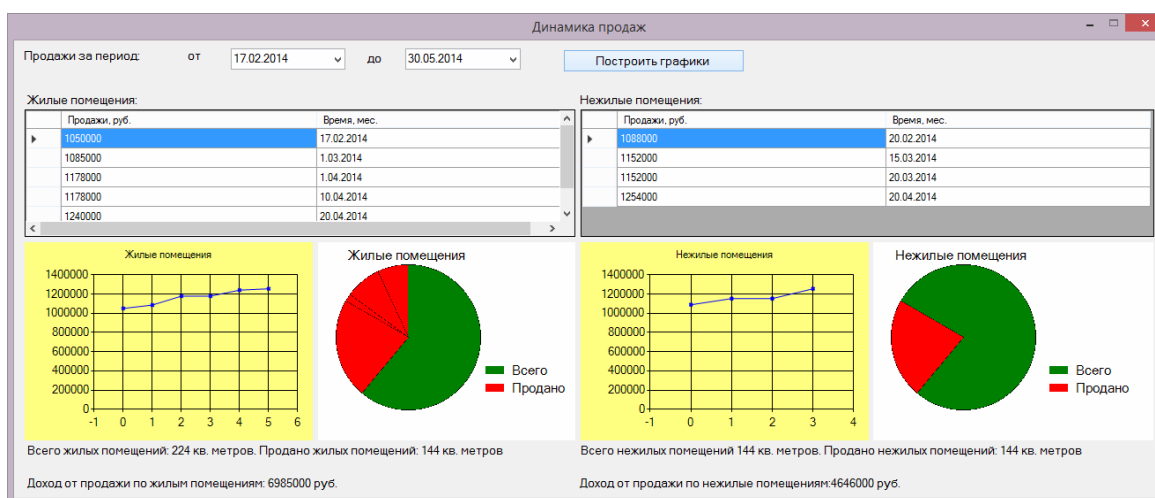 Динамика продаж
Продажи за период: от 17.02.2014 до 30.05.2014 Построить графики
Жилые помещения:
Продажи, руб. Время, мес.
1050000 17.02.2014
1085000 1.03.2014
1178000 1.04.2014
1178000 10.04.2014
1240000 20.04.2014
Нежилые помещения:
Продажи, руб. Время, мес.
1088000 20.02.2014
1152000 15.03.2014
1152000 20.03.2014
1254000 20.04.2014
Жилые помещения
1400000
1200000
1000000
800000
600000
400000
200000
0
-1 0 1 2 3 4 5 6
Жилые помещения
Всего
Продано
Нежилые помещения
1400000
1200000
1000000
800000
600000
400000
200000
0
-1 0 1 2 3 4
Нежилые помещения
Всего
Продано
Всего жилых помещений: 224 кв. метров. Продано жилых помещений: 144 кв. метров
Всего нежилых помещений 144 кв. метров. Продано нежилых помещений: 144 кв. метров
Доход от продажи по жилым помещениям: 6985000 руб.
Доход от продажи по нежилые помещениям:4646000 руб.